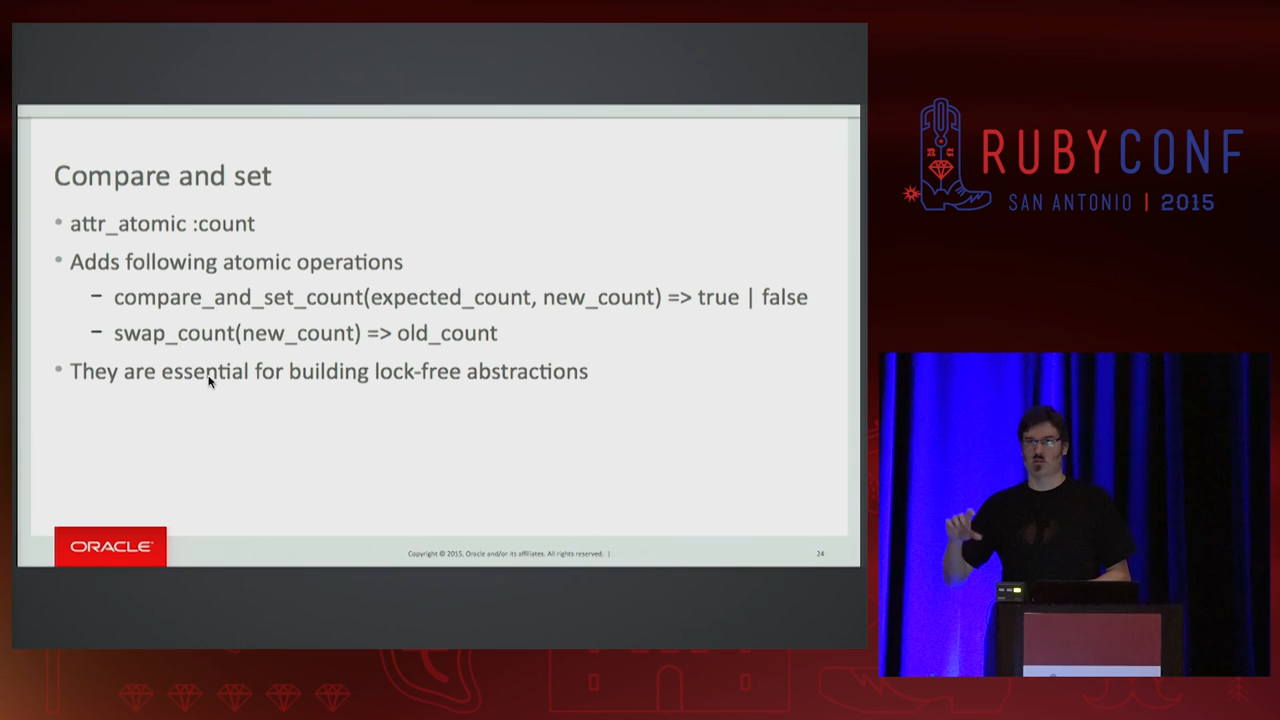 Compare and set
• attr_atomic :count
• Adds following atomic operations
– compare_and_set_count(expected_count, new_count) => true | false
– swap_count(new_count) => old_count
• They are essential for building lock-free abstractions
ORACLE
Copyright © 2015, Oracle and/or its affiliates. All rights reserved. |
24
RUBYCONF
SAN ANTONIO | 2015